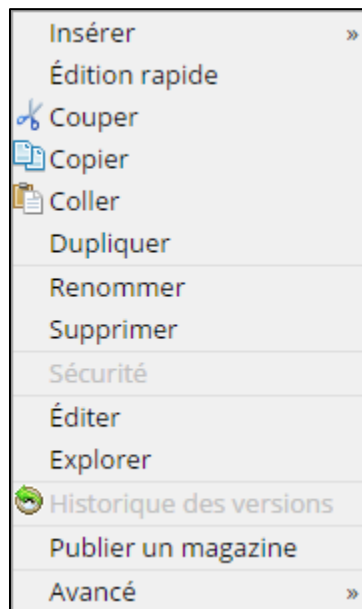 Insérer »
Édition rapide
Couper
Copier
Coller
Dupliquer
Renommer
Supprimer
Sécurité
Éditer
Explorer
Historique des versions
Publier un magazine
Avancé »